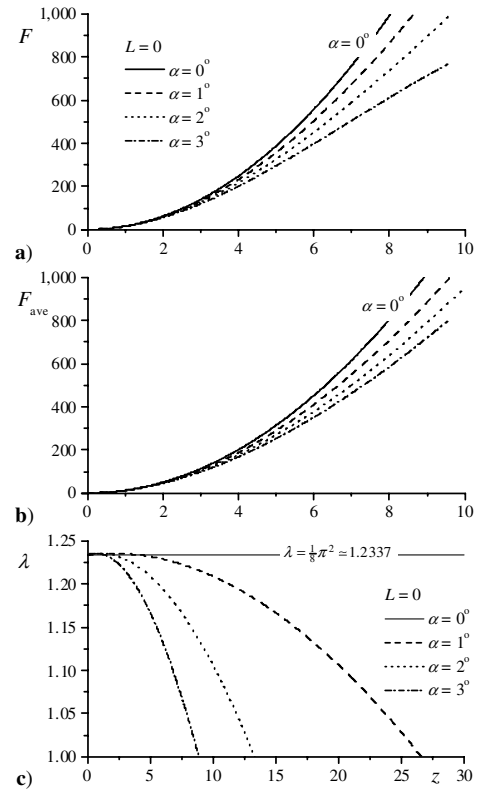 F
1,000
800
600
400
200
0
L = 0
α = 0°
α = 1°
α = 2°
α = 3°
α = 0°
0 2 4 6 8 10
a)
F_ave
1,000
800
600
400
200
0
α = 0°
0 2 4 6 8 10
b)
λ
1.25
1.20
1.15
1.10
1.05
1.00
λ = 1/8 π² ≃ 1.2337
L = 0
α = 0°
α = 1°
α = 2°
α = 3°
0 5 10 15 20 25 z 30
c)